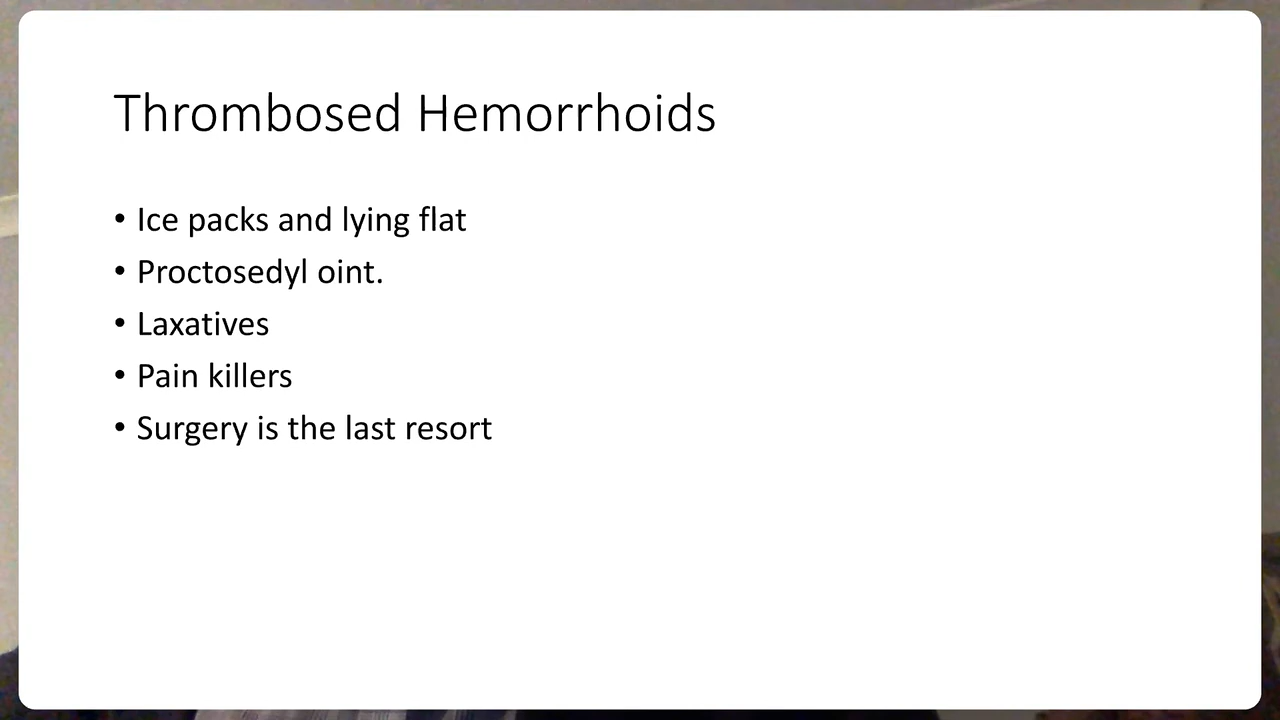 Thrombosed Hemorrhoids
• Ice packs and lying flat
• Proctosedyl oint.
• Laxatives
• Pain killers
• Surgery is the last resort